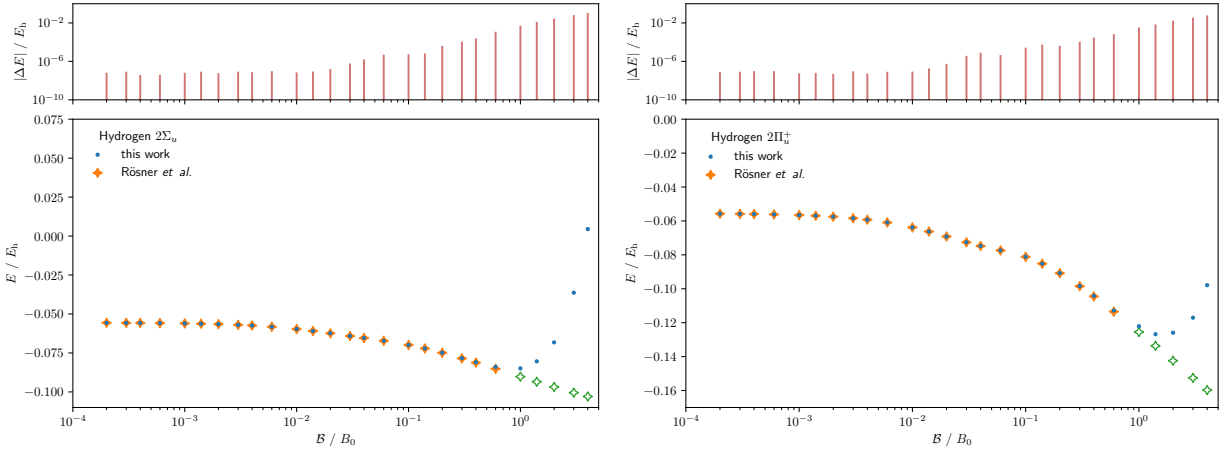 |ΔE| / E_h
10^−2
10^−6
10^−10
0.075
0.050
0.025
0.000
−0.025
−0.050
−0.075
−0.100
E / E_h
Hydrogen 2Σ_u
this work
Rösner et al.
10^−4
10^−3
10^−2
10^−1
10^0
ℬ / B_0
|ΔE| / E_h
10^−2
10^−6
10^−10
0.00
−0.02
−0.04
−0.06
−0.08
−0.10
−0.12
−0.14
−0.16
E / E_h
Hydrogen 2Π_u^+
this work
Rösner et al.
10^−4
10^−3
10^−2
10^−1
10^0
ℬ / B_0